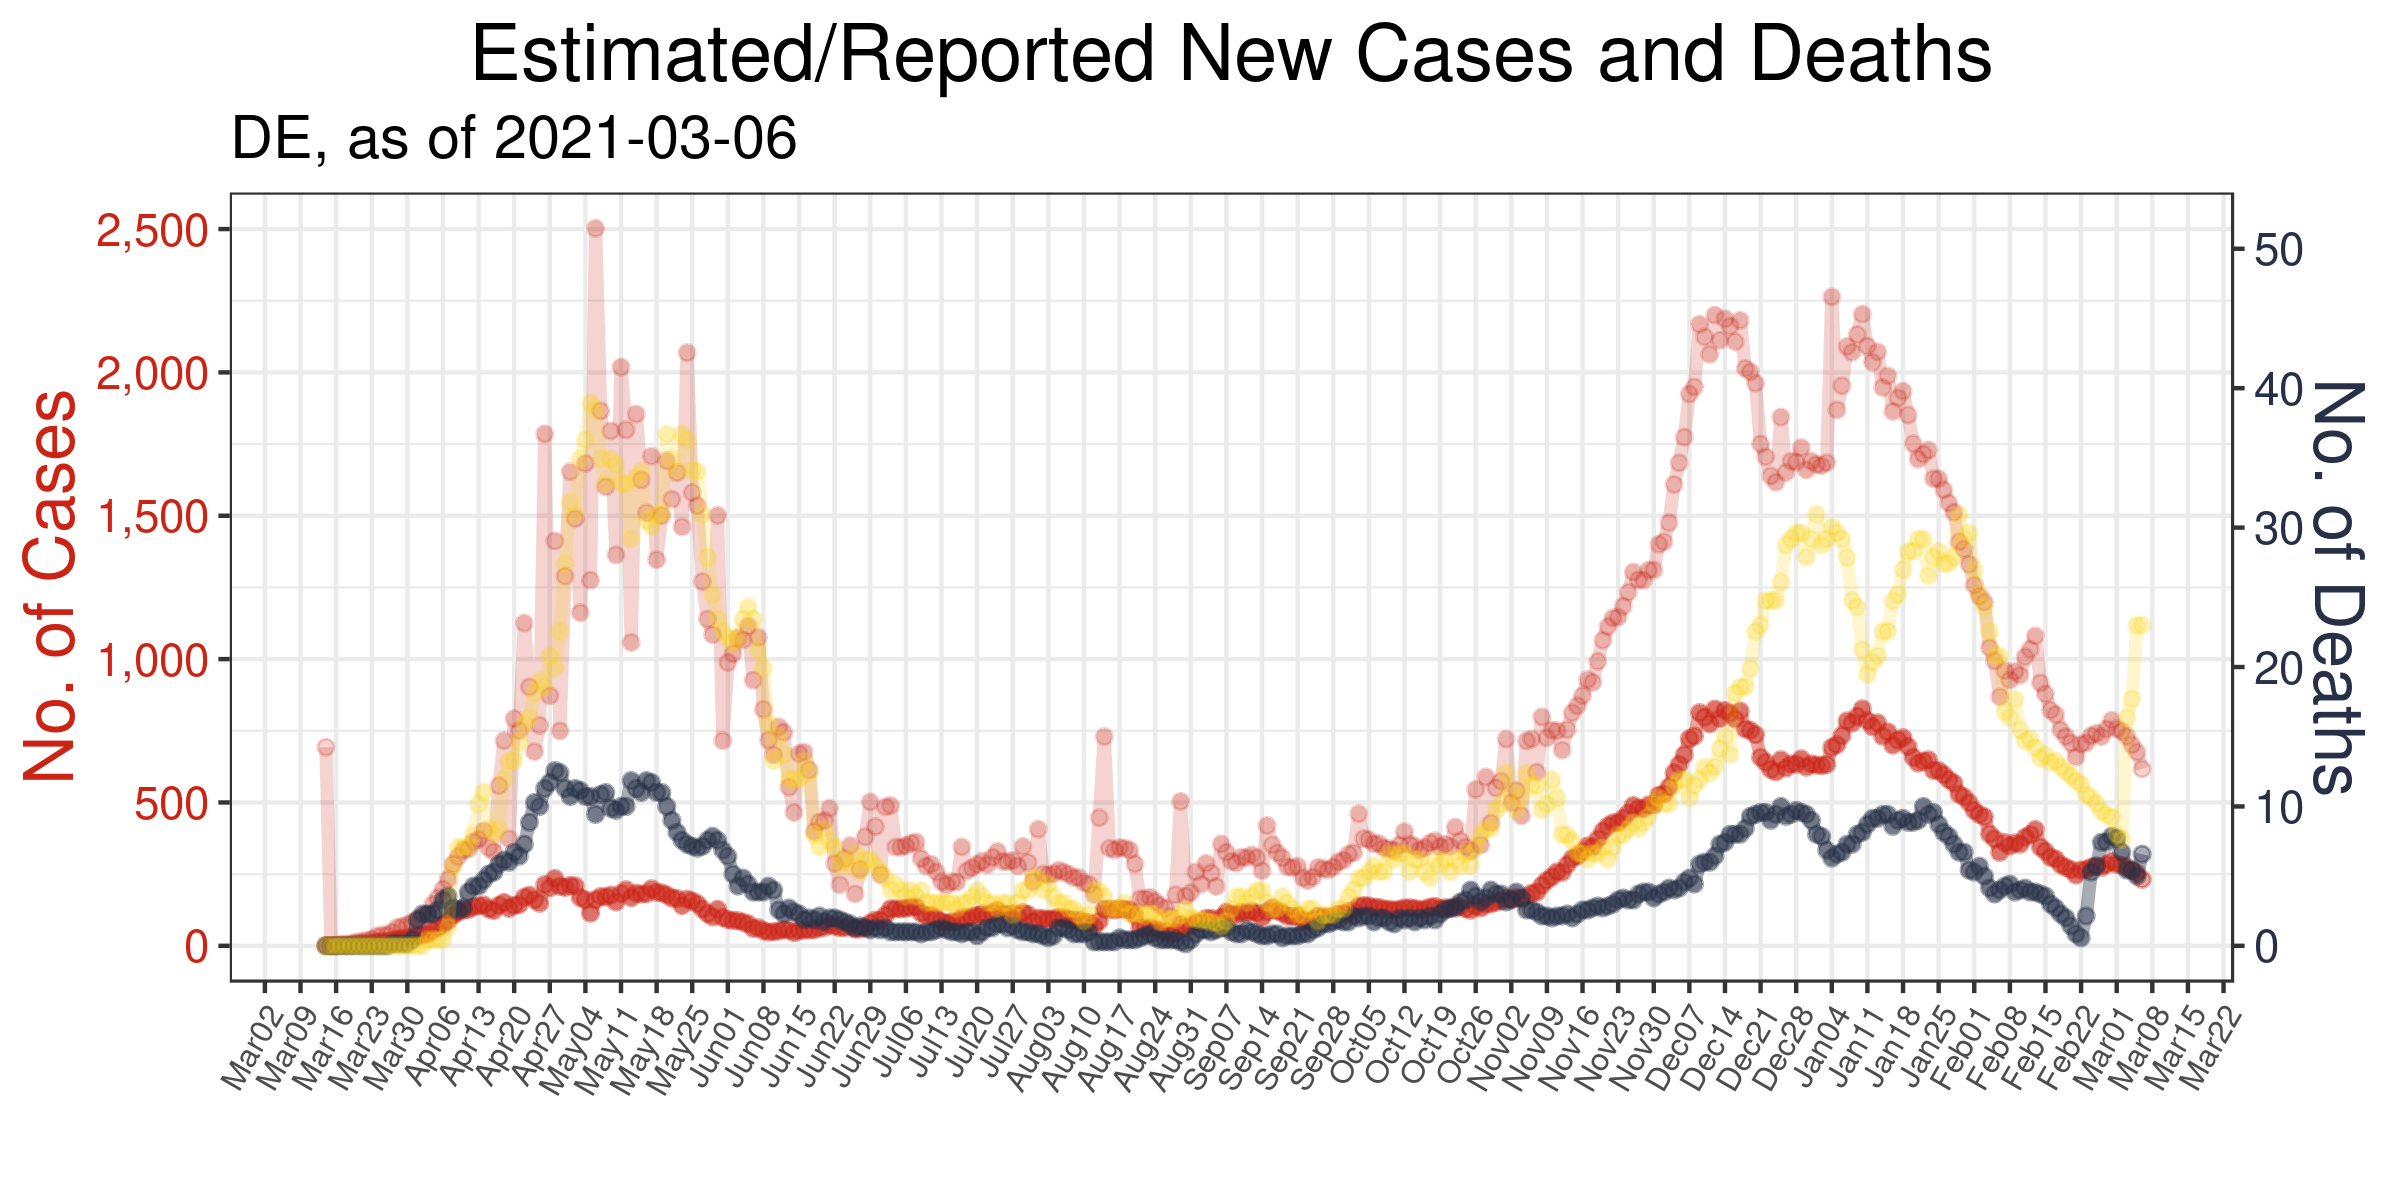 Estimated/Reported New Cases and Deaths
DE, as of 2021-03-06
No. of Cases
2,500
2,000
1,500
1,000
500
0
50
40
30
20
10
0
No. of Deaths
Mar02
Mar09
Mar16
Mar23
Mar30
Apr06
Apr13
Apr20
Apr27
May04
May11
May18
May25
Jun01
Jun08
Jun15
Jun22
Jun29
Jul06
Jul13
Jul20
Jul27
Aug03
Aug10
Aug17
Aug24
Aug31
Sep07
Sep14
Sep21
Sep28
Oct05
Oct12
Oct19
Oct26
Nov02
Nov09
Nov16
Nov23
Nov30
Dec07
Dec14
Dec21
Dec28
Dec04
Jan11
Jan18
Jan25
Feb01
Feb08
Feb15
Feb22
Mar01
Mar08
Mar15
Mar22